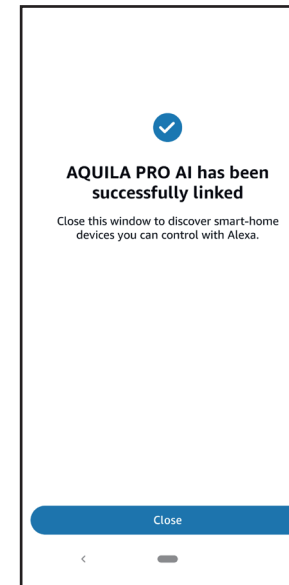 AQUILA PRO AI has been
successfully linked
Close this window to discover smart-home
devices you can control with Alexa.
Close